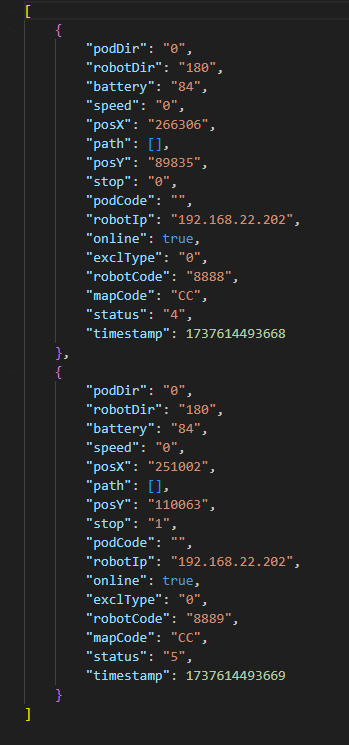 [
    {
        "podDir": "0",
        "robotDir": "180",
        "battery": "84",
        "speed": "0",
        "posX": "266306",
        "path": [],
        "posY": "89835",
        "stop": "0",
        "podCode": "",
        "robotIp": "192.168.22.202",
        "online": true,
        "exclType": "0",
        "robotCode": "8888",
        "mapCode": "CC",
        "status": "4",
        "timestamp": 1737614493668
    },
    {
        "podDir": "0",
        "robotDir": "180",
        "battery": "84",
        "speed": "0",
        "posX": "251002",
        "path": [],
        "posY": "110063",
        "stop": "1",
        "podCode": "",
        "robotIp": "192.168.22.202",
        "online": true,
        "exclType": "0",
        "robotCode": "8889",
        "mapCode": "CC",
        "status": "5",
        "timestamp": 1737614493669
    }
]